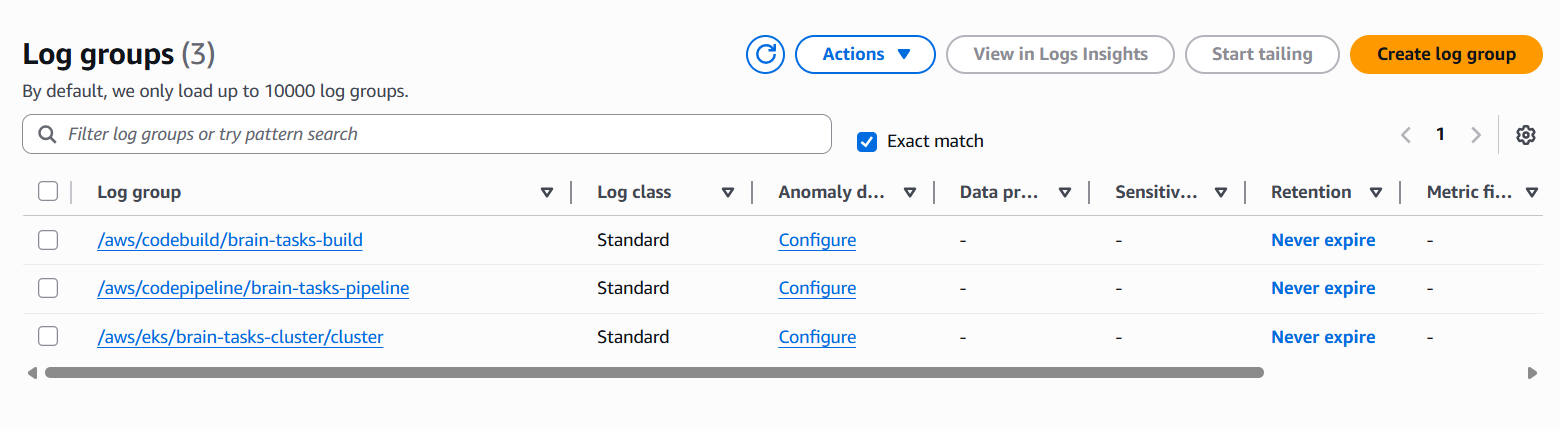 Log groups (3)
Actions
View in Logs Insights
Start tailing
Create log group
By default, we only load up to 10000 log groups.
Filter log groups or try pattern search
Exact match
1
Log group Log class Anomaly d... Data pr... Sensitiv... Retention Metric fi...
/aws/codebuild/brain-tasks-build Standard Configure - - Never expire -
/aws/codepipeline/brain-tasks-pipeline Standard Configure - - Never expire -
/aws/eks/brain-tasks-cluster/cluster Standard Configure - - Never expire -